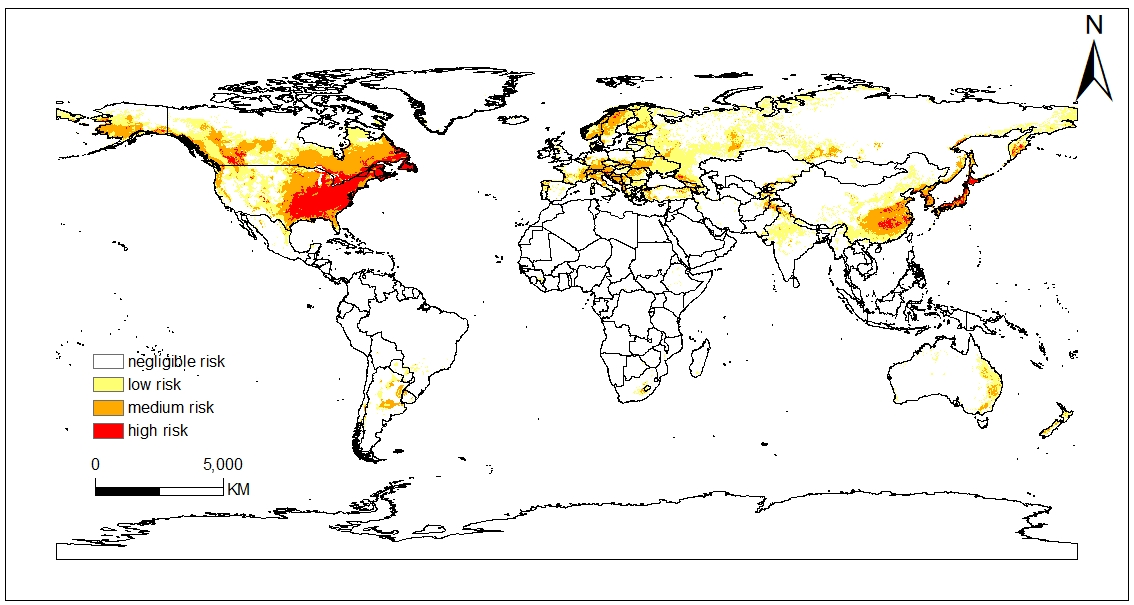 N
negligible risk
low risk
medium risk
high risk
0 5,000
KM